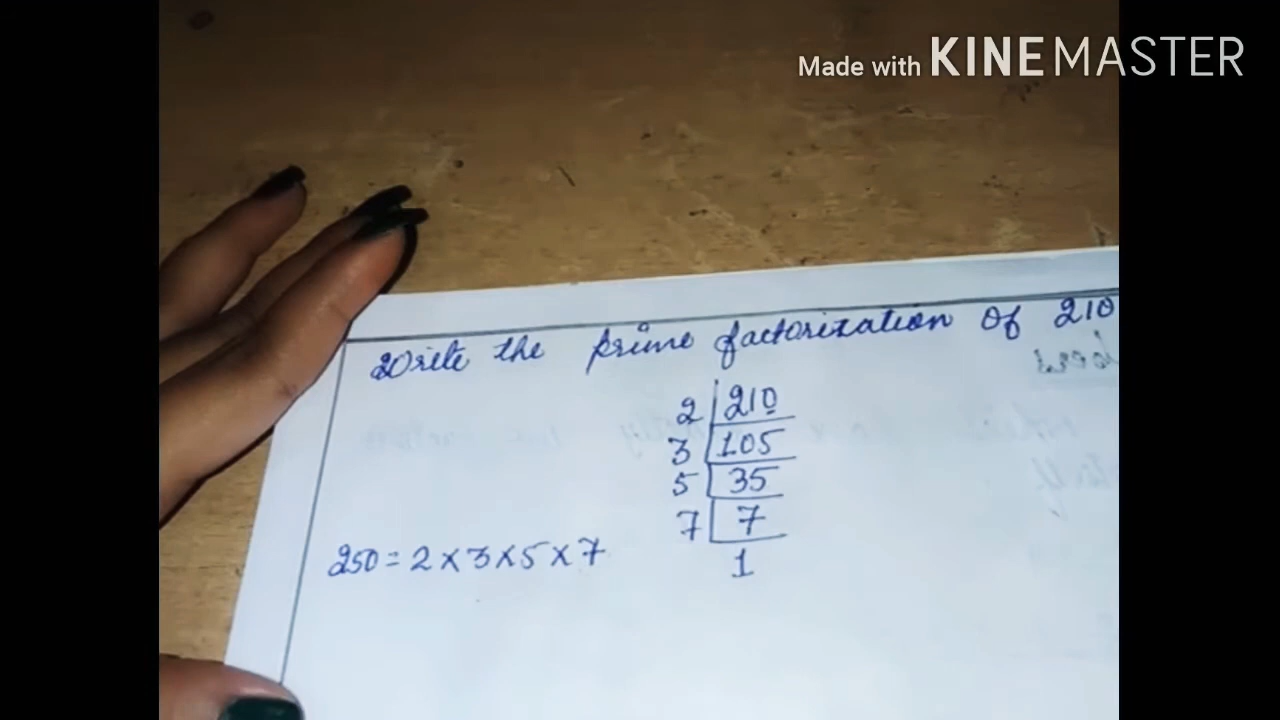 Made with KINEMASTER
Write the prime factorization of 210
2 210
3 105
5 35
7 7
1
250 = 2 × 3 × 5 × 7